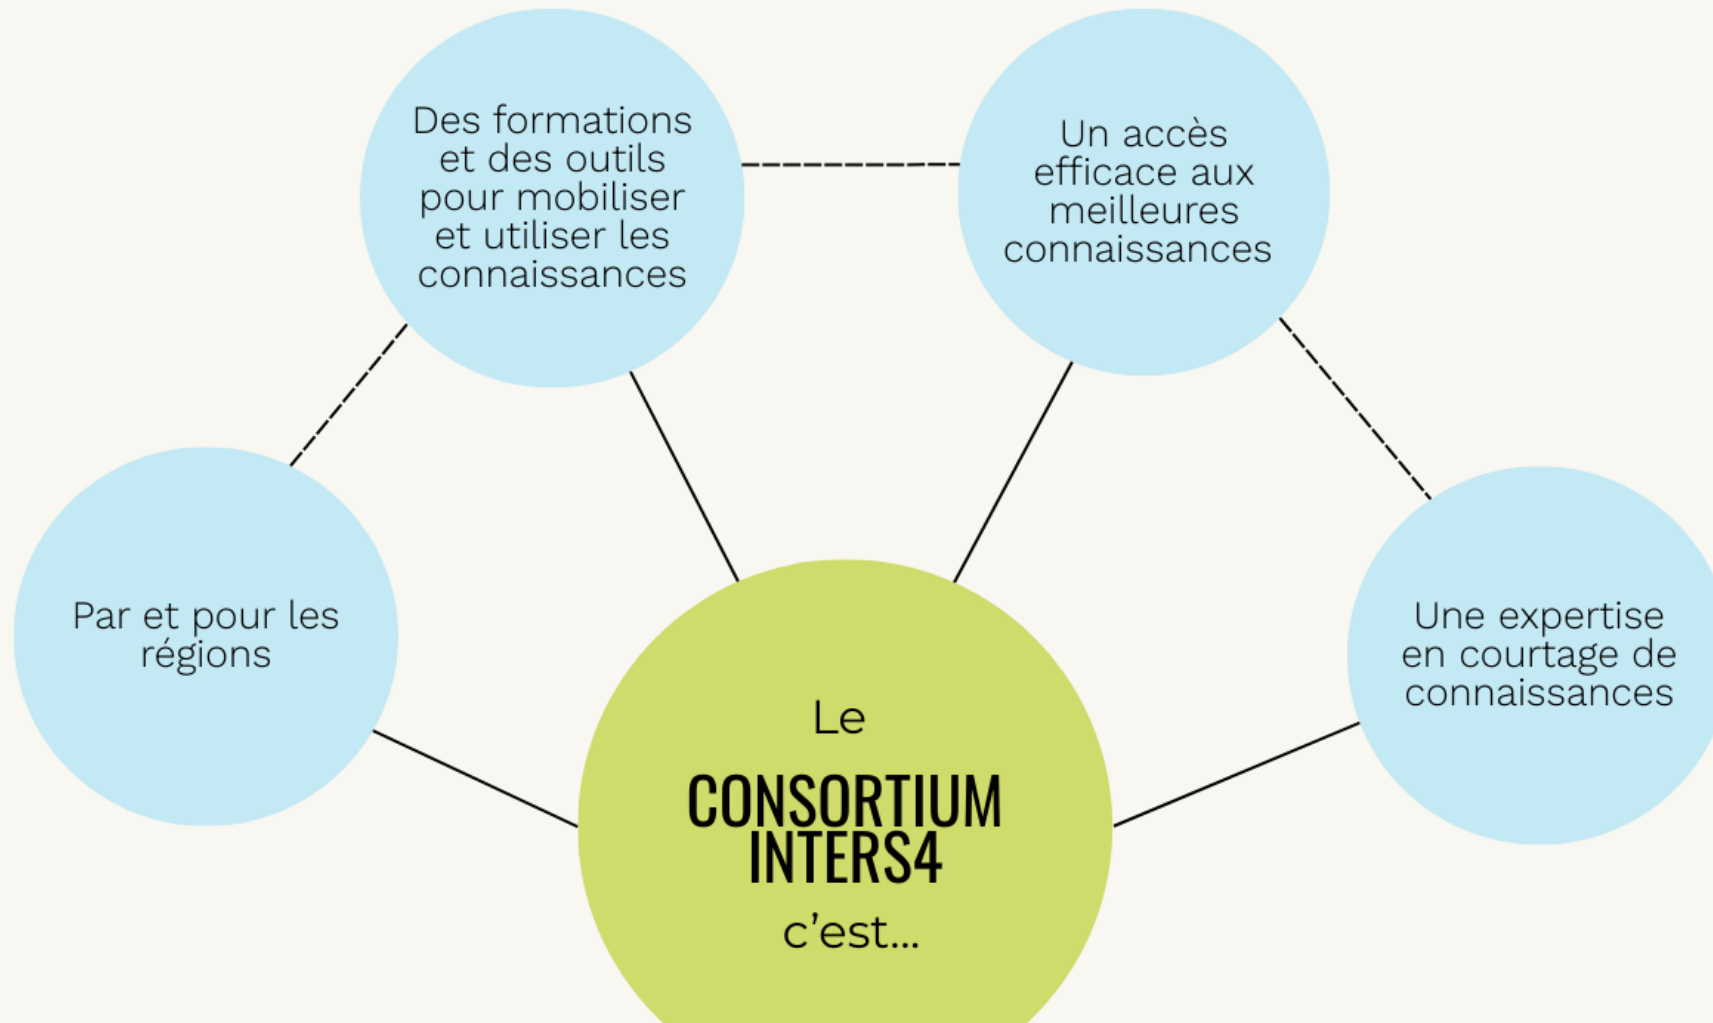 Des formations
et des outils
pour mobiliser
et utiliser les
connaissances
Un accès
efficace aux
meilleures
connaissances
Par et pour les
régions
Une expertise
en courtage de
connaissances
Le
CONSORTIUM
INTERS4
c’est...